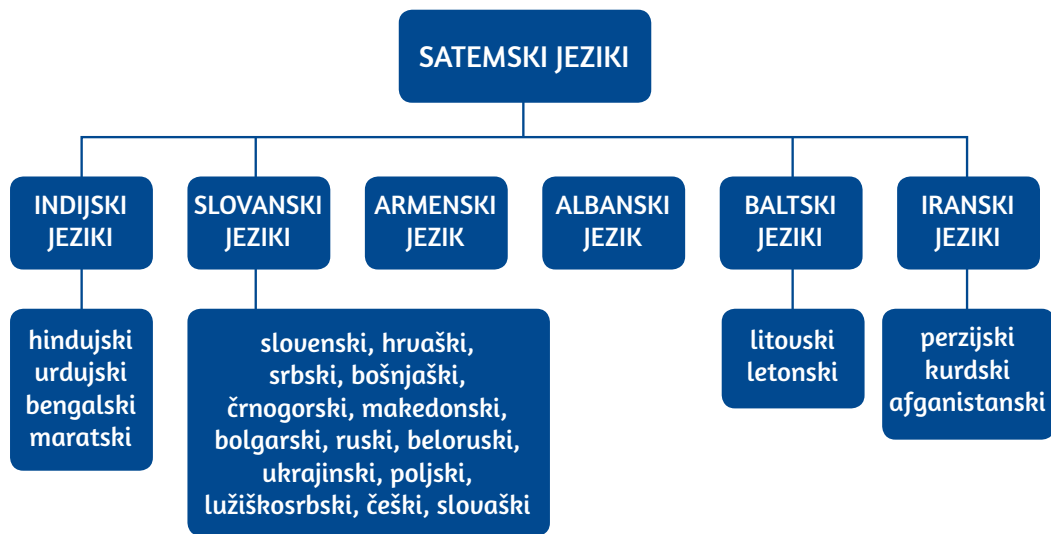 SATEMSKI JEZIKI
INDIJSKI
JEZIKI
SLOVANSKI
JEZIKI
ARMENSKI
JEZIK
ALBANSKI
JEZIK
BALTSKI
JEZIKI
IRANSKI
JEZIKI
hindujski
urdujski
bengalski
maratski
slovenski, hrvaški,
srbski, bošnjaški,
črnogorski, makedonski,
bolgarski, ruski, beloruski,
ukrajinski, poljski,
lužiškosrbski, češki, slovaški
litovski
letonski
perzijski
kurdski
afganistanski